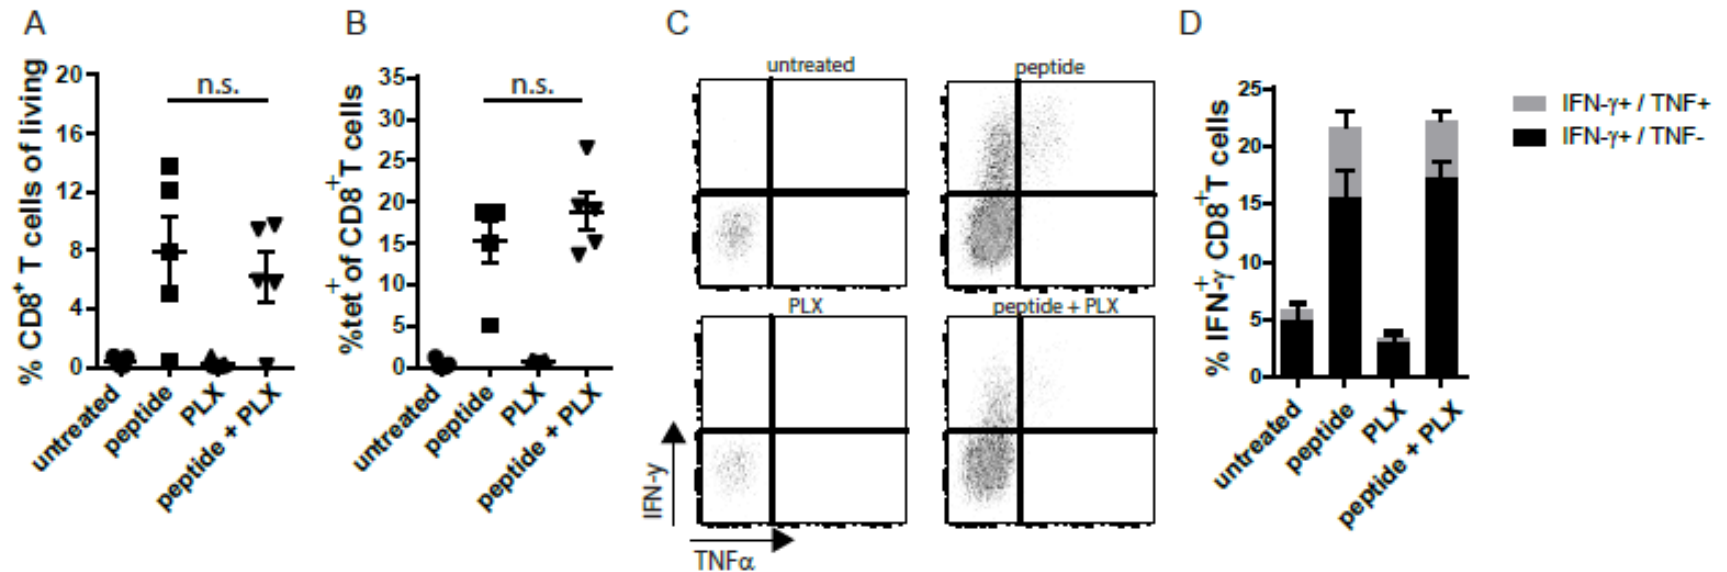 A
% CD8+ T cells of living
20
16
12
8
4
0
n.s.
untreated
peptide
PLX
peptide + PLX
B
%tet+ of CD8+T cells
35
30
25
20
15
10
5
0
n.s.
untreated
peptide
PLX
peptide + PLX
C
untreated
peptide
PLX
peptide + PLX
IFN-y
TNFα
D
% IFN-γ+ CD8+T cells
25
20
15
10
5
0
untreated
peptide
PLX
peptide + PLX
IFN-γ+ / TNF+
IFN-γ+ / TNF-